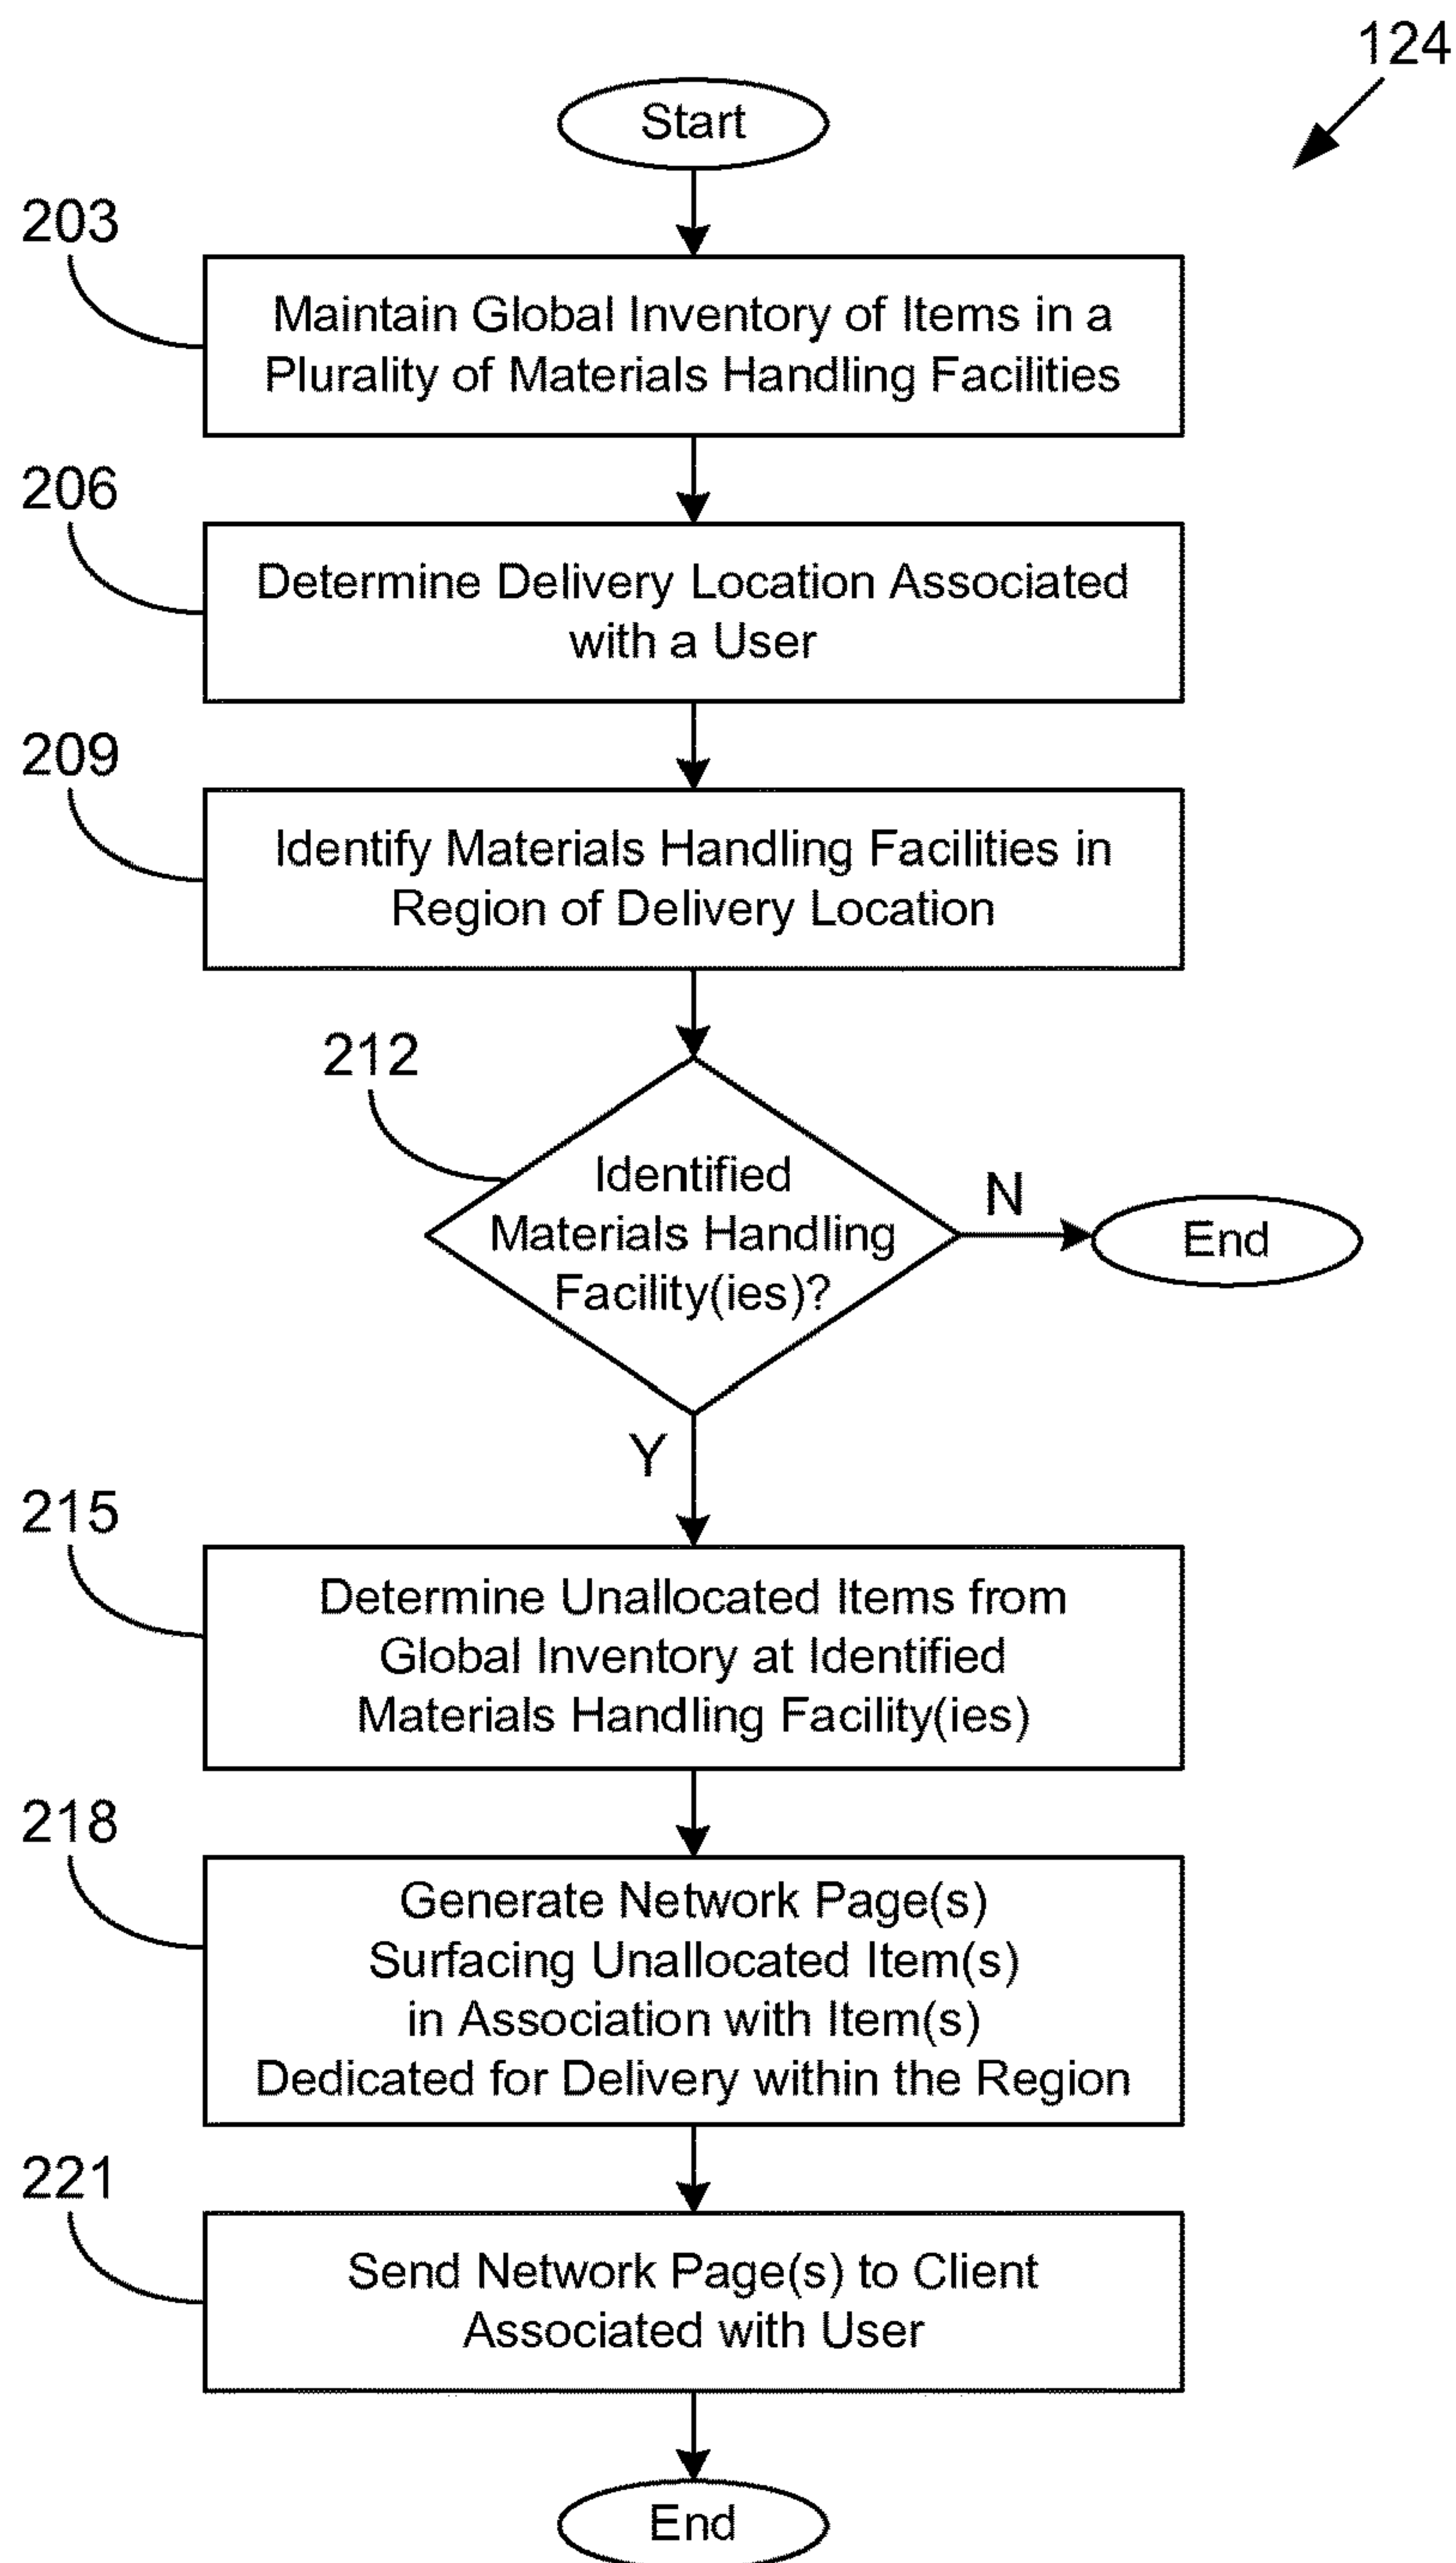 124
Start
203
Maintain Global Inventory of Items in a
Plurality of Materials Handling Facilities
206
Determine Delivery Location Associated
with a User
209
Identify Materials Handling Facilities in
Region of Delivery Location
212
Identified
Materials Handling
Facility(ies)?
N
End
Y
215
Determine Unallocated Items from
Global Inventory at Identified
Materials Handling Facility(ies)
218
Generate Network Page(s)
Surfacing Unallocated Item(s)
in Association with Item(s)
Dedicated for Delivery within the Region
221
Send Network Page(s) to Client
Associated with User
End